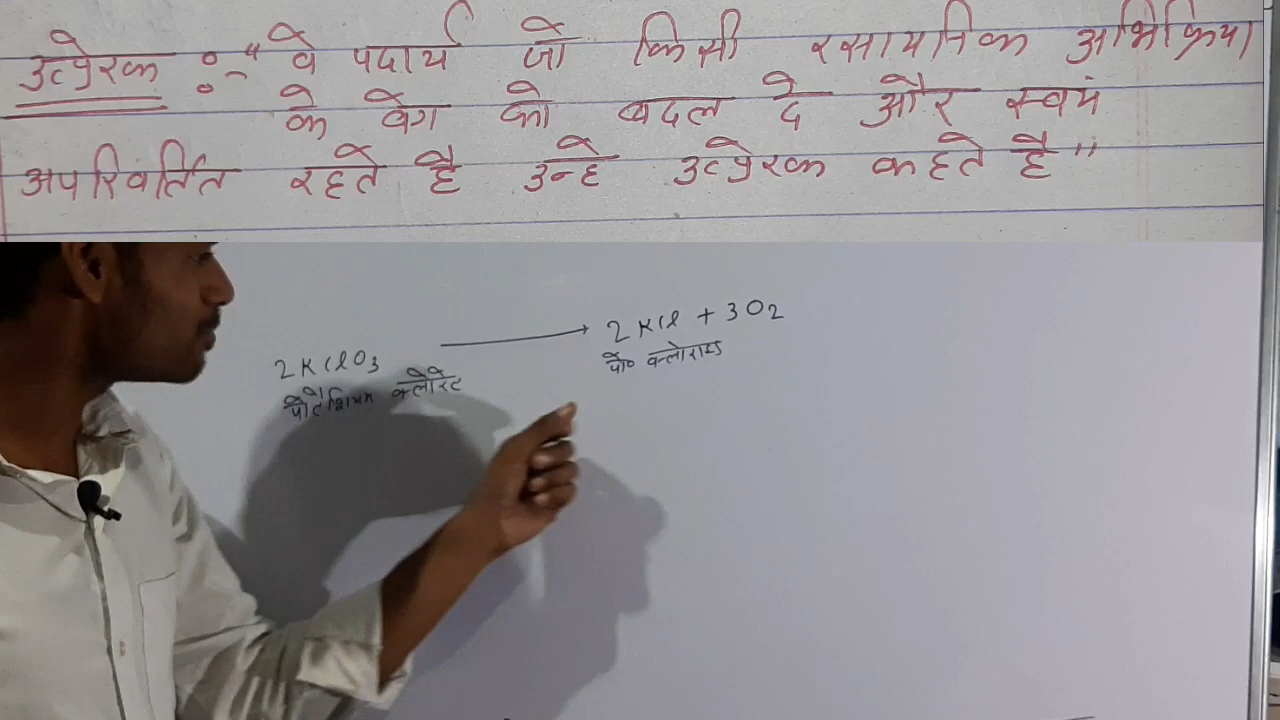 उत्प्रेरक :- "वे पदार्थ जो किसी रसायनिक अभिक्रिया
के वेग को बदल दे और स्वयं
अपरिवर्तित रहते है उन्हे उत्प्रेरक कहते है"
2KClO3 → 2KCl + 3O2
पोटेशियम क्लोरेट पो० क्लोराइड